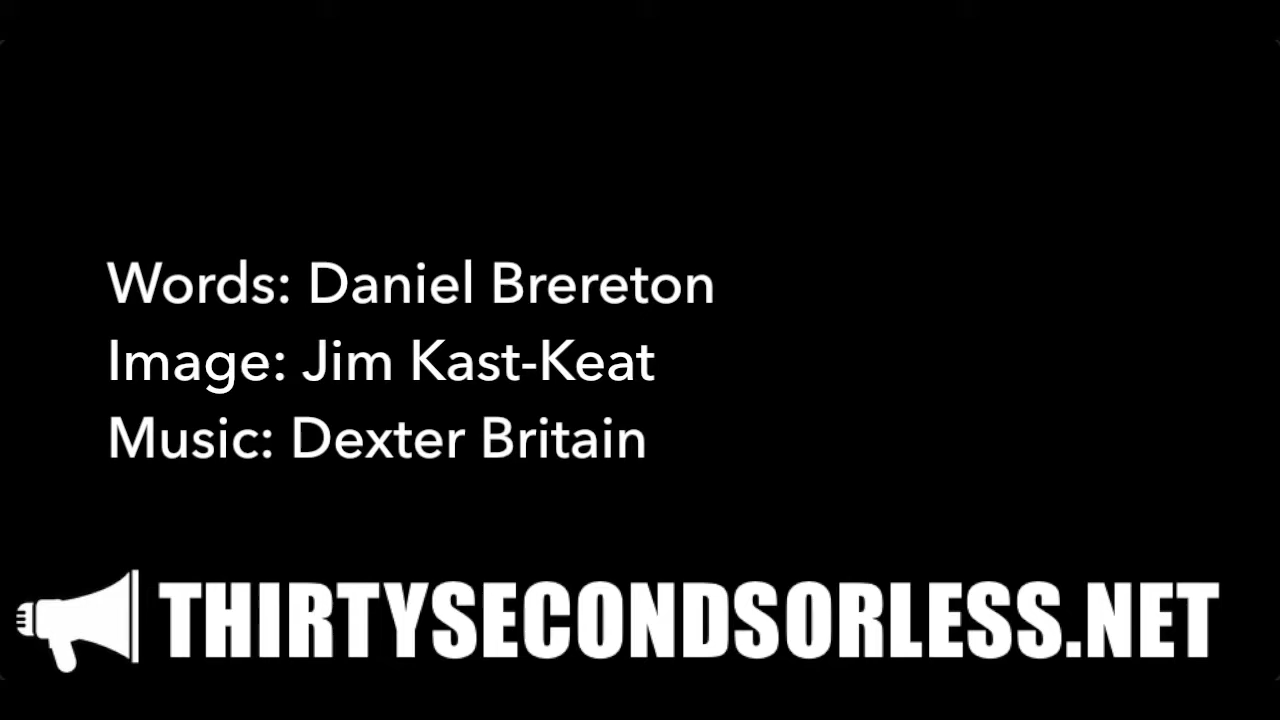 Words: Daniel Brereton
Image: Jim Kast-Keat
Music: Dexter Britain
THIRTYSECONDSORLESS.NET